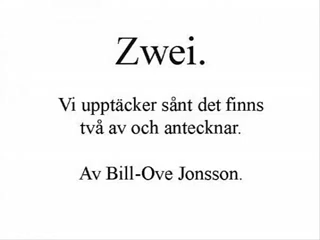 Zwei.
Vi upptäcker sånt det finns
två av och antecknar.
Av Bill-Ove Jonsson.